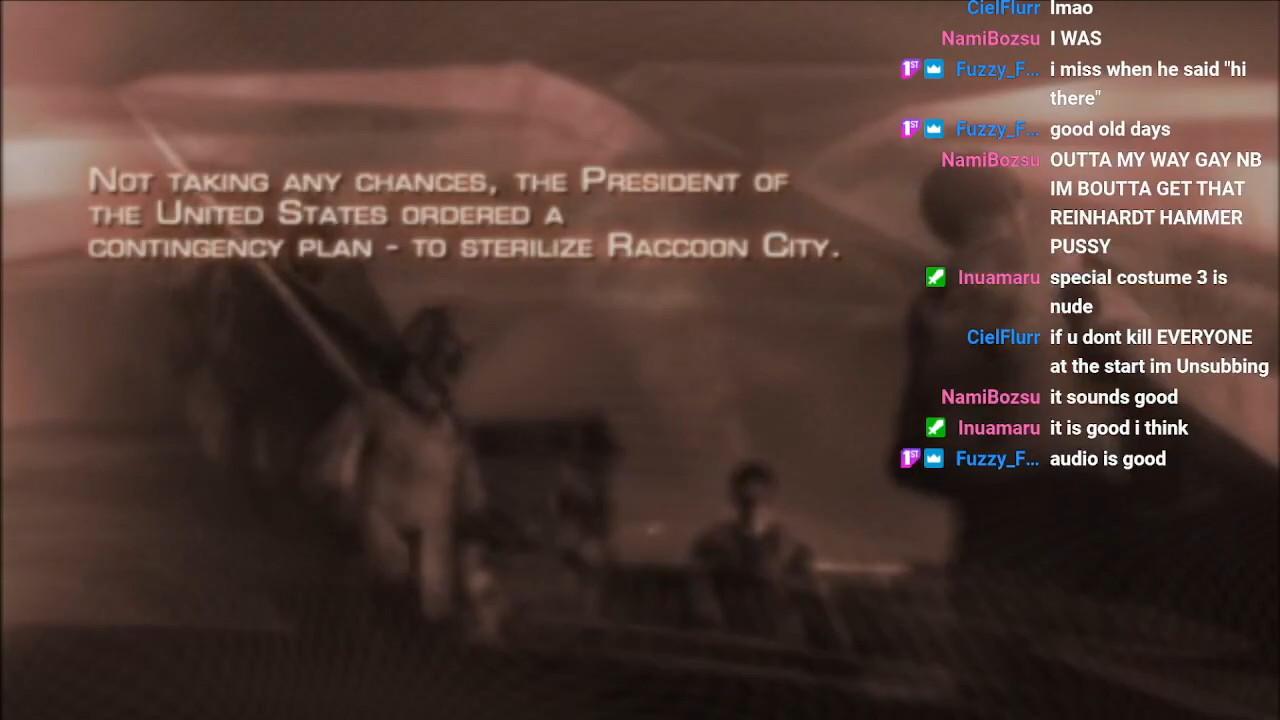 NOT TAKING ANY CHANCES, THE PRESIDENT OF
THE UNITED STATES ORDERED A
CONTINGENCY PLAN - TO STERILIZE RACCOON CITY.
CielFlurr lmao
NamiBozsu I WAS
1ST Fuzzy_F... i miss when he said "hi
there"
1ST Fuzzy_F... good old days
NamiBozsu OUTTA MY WAY GAY NB
IM BOUTTA GET THAT
REINHARDT HAMMER
PUSSY
Inuamaru special costume 3 is
nude
CielFlurr if u dont kill EVERYONE
at the start im Unsubbing
NamiBozsu it sounds good
Inuamaru it is good i think
1ST Fuzzy_F... audio is good